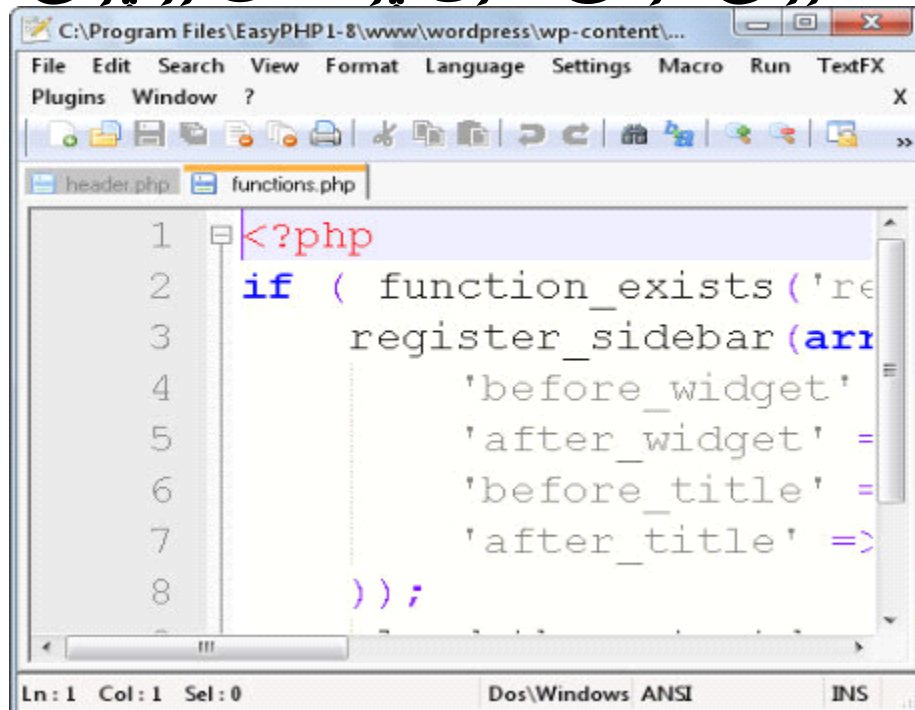 C:\Program Files\EasyPHP1-8\www\wordpress\wp-content\...
File Edit Search View Format Language Settings Macro Run TextFX
Plugins Window ? X
header.php functions.php
1 <?php
2 if ( function_exists('re
3 register_sidebar(arr
4 'before_widget'
5 'after_widget' =
6 'before_title' =
7 'after_title' =>
8 ));
Ln : 1 Col : 1 Sel : 0 Dos\Windows ANSI INS